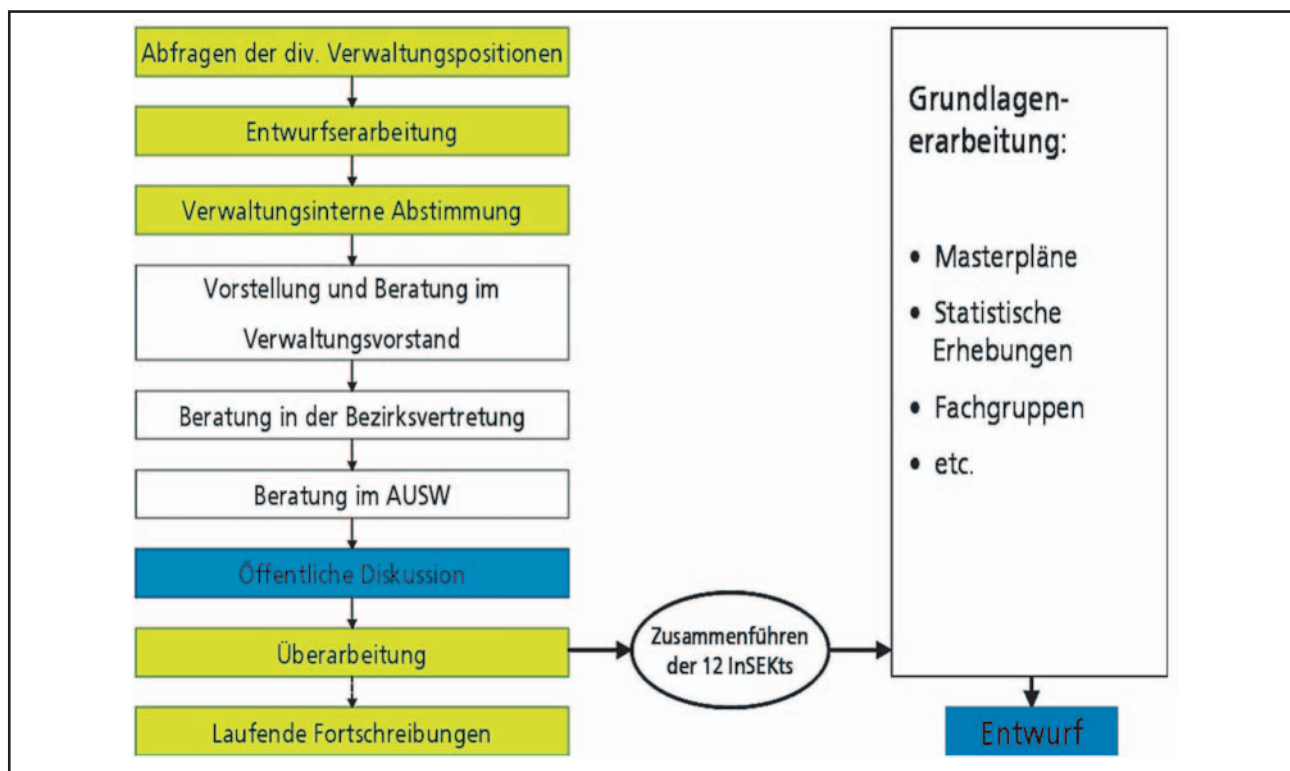 Abfragen der div. Verwaltungspositionen
Entwurfserarbeitung
Verwaltungsinterne Abstimmung
Vorstellung und Beratung im
Verwaltungsvorstand
Beratung in der Bezirksvertretung
Beratung im AUSW
Öffentliche Diskussion
Überarbeitung
Laufende Fortschreibungen
Zusammenführen
der 12 InSEKts
Grundlagen-
erarbeitung:
• Masterpläne
• Statistische
Erhebungen
• Fachgruppen
• etc.
Entwurf